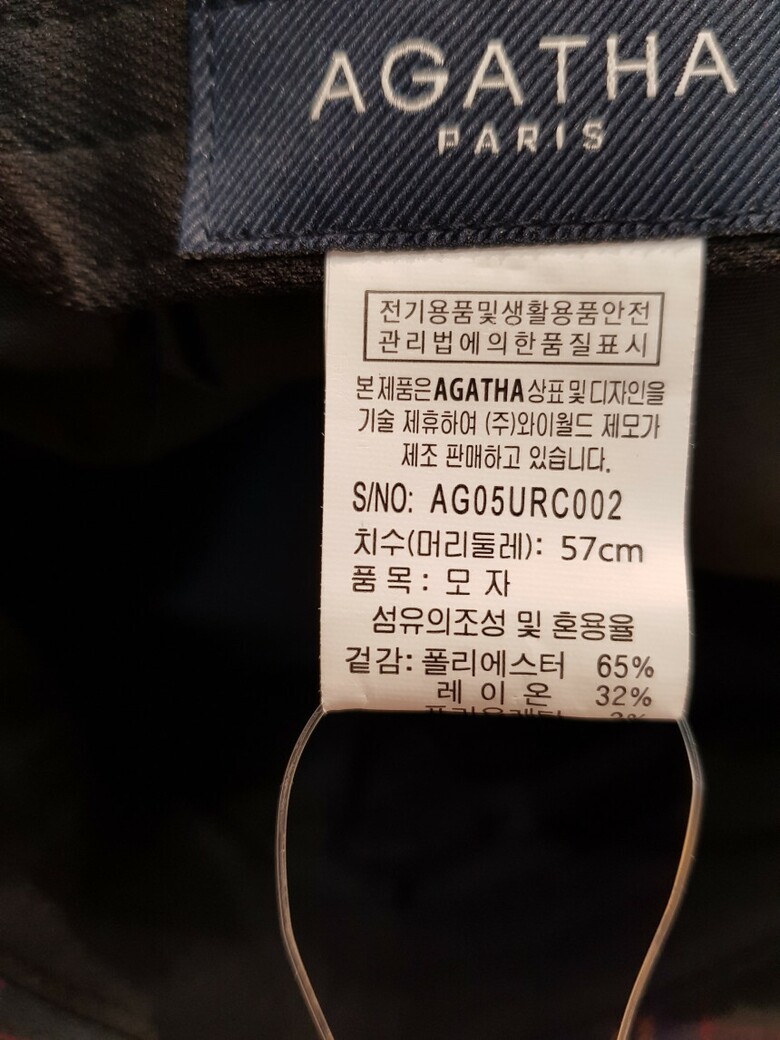 AGATHA
PARIS
전기용품및생활용품안전
관리법에의한품질표시
본제품은AGATHA상표및디자인을
기술 제휴하여 (주)와이월드 제모가
제조 판매하고 있습니다.
S/NO: AG05URC002
치수(머리둘레): 57cm
품 목 : 모 자
섬유의조성 및 혼용율
겉감: 폴리에스터 65%
레 이 온 32%